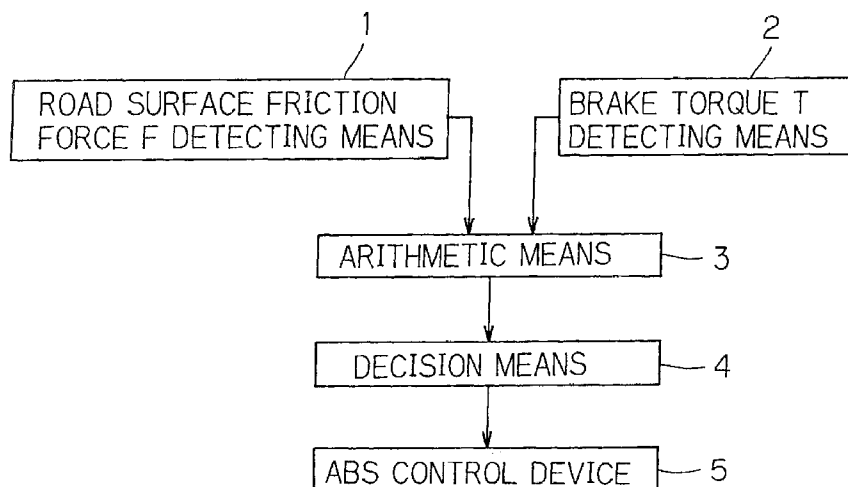 1
ROAD SURFACE FRICTION
FORCE F DETECTING MEANS
2
BRAKE TORQUE T
DETECTING MEANS
ARITHMETIC MEANS
3
DECISION MEANS
4
ABS CONTROL DEVICE
5